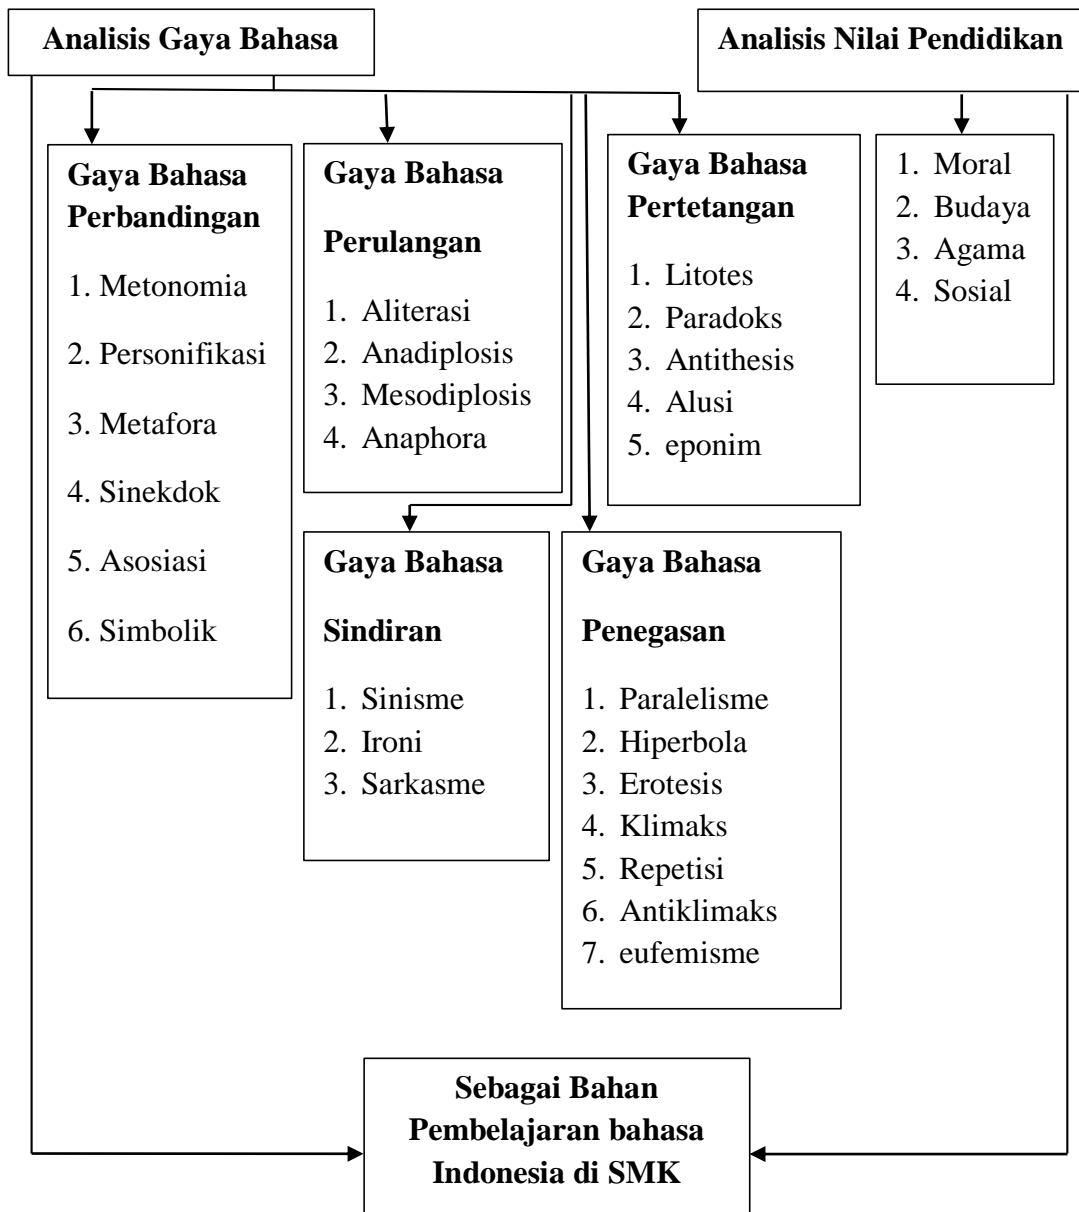 Analisis Gaya Bahasa
Analisis Nilai Pendidikan
Gaya Bahasa
Perbandingan
1. Metonomia
2. Personifikasi
3. Metafora
4. Sinekdok
5. Asosiasi
6. Simbolik
Gaya Bahasa
Perulangan
1. Aliterasi
2. Anadiplosis
3. Mesodiplosis
4. Anaphora
Gaya Bahasa
Pertetangan
1. Litotes
2. Paradoks
3. Antithesis
4. Alusi
5. eponim
1. Moral
2. Budaya
3. Agama
4. Sosial
Gaya Bahasa
Sindiran
1. Sinisme
2. Ironi
3. Sarkasme
Gaya Bahasa
Penegasan
1. Paralelisme
2. Hiperbola
3. Erotesis
4. Klimaks
5. Repetisi
6. Antiklimaks
7. eufemisme
Sebagai Bahan
Pembelajaran bahasa
Indonesia di SMK